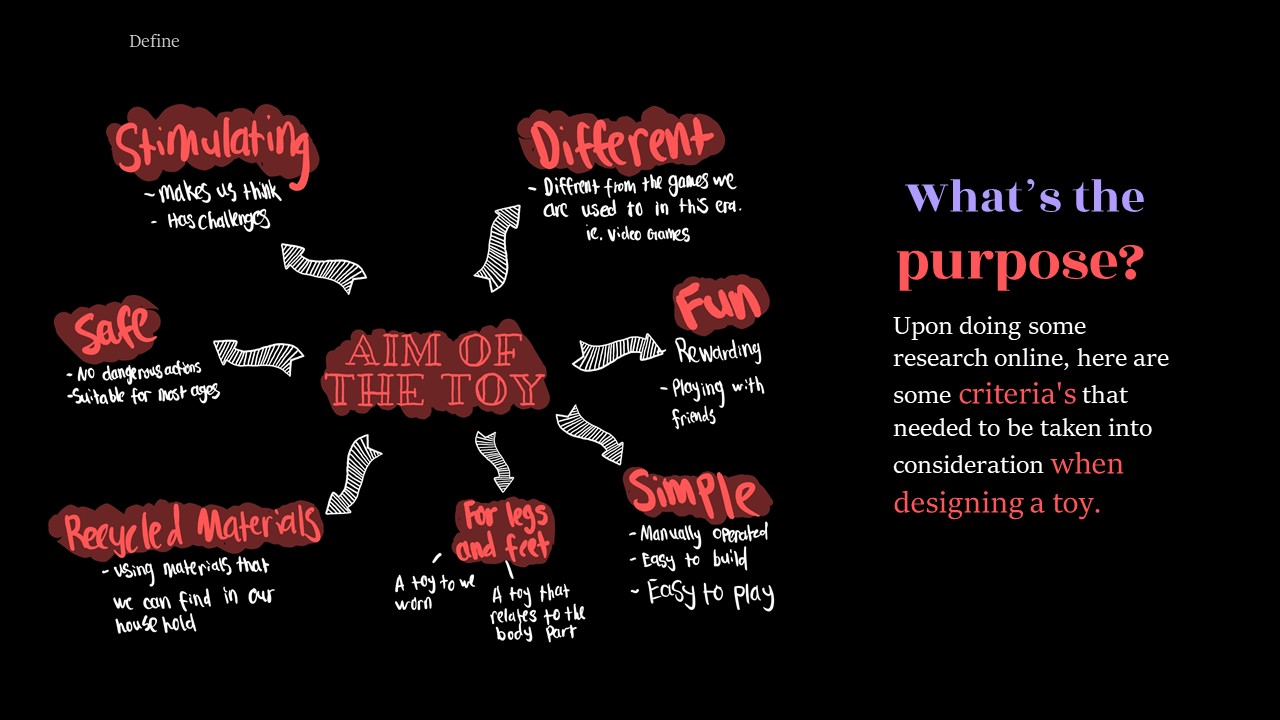 Define
Stimulating
- Makes us think
- Has challenges
Different
- Diffrent from the games we
are used to in this era.
ie. Video Games
Safe
- No dangerous actions
-Suitable for most ages
AIM OF
THE TOY
Fun
Rewarding
- Playing with
friends
Recycled Materials
- using materials that
we can find in our
house hold
For legs
and feet
A toy to we
worn
A toy that
relates to the
body part
Simple
- Manually operated
- Easy to build
- Easy to play
What's the
purpose?
Upon doing some
research online, here are
some criteria's that
needed to be taken into
consideration when
designing a toy.